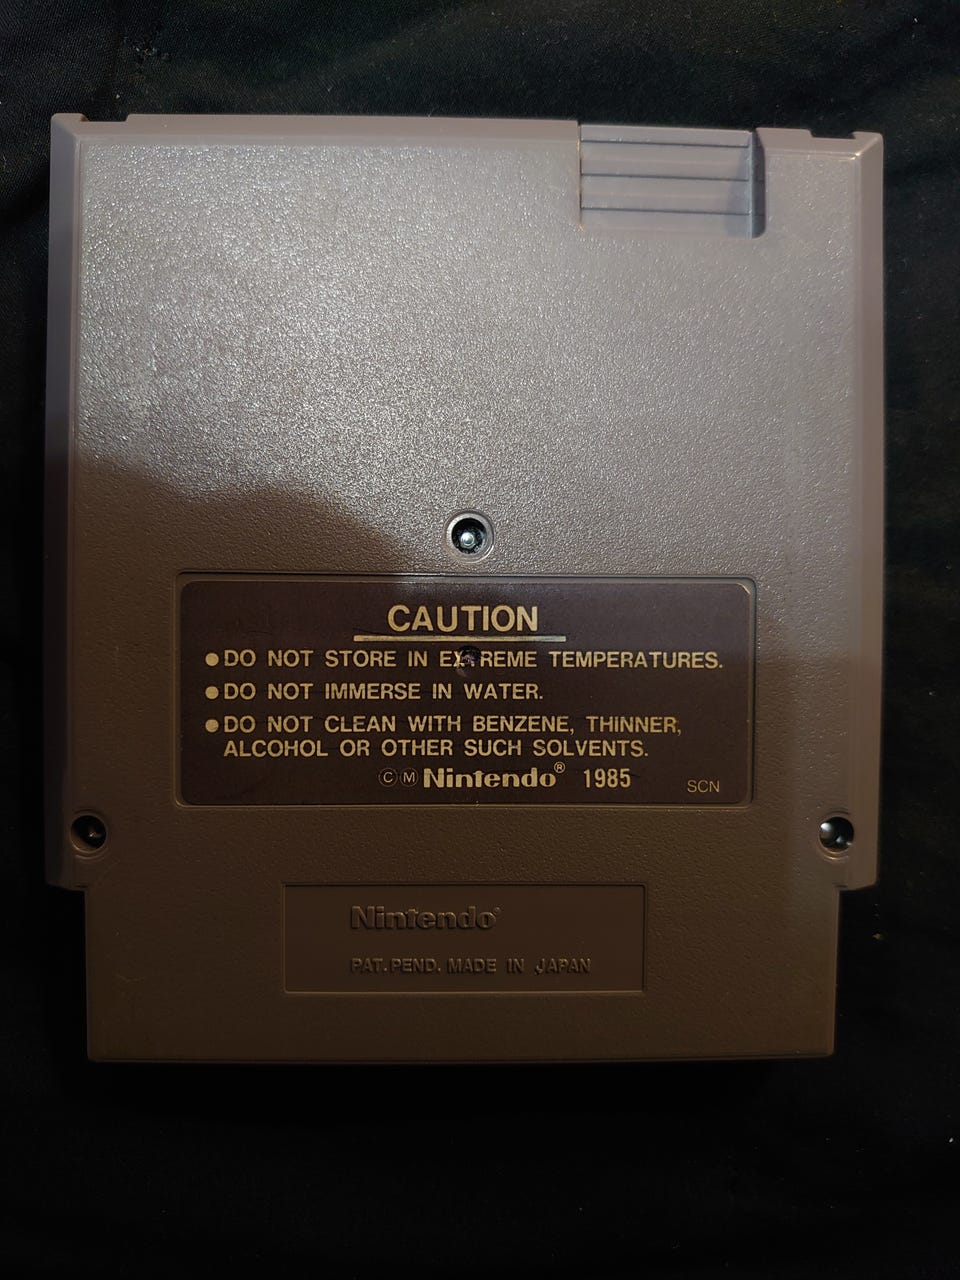 CAUTION
●DO NOT STORE IN EXTREME TEMPERATURES.
●DO NOT IMMERSE IN WATER.
●DO NOT CLEAN WITH BENZENE, THINNER,
ALCOHOL OR OTHER SUCH SOLVENTS.
ⒸⓂ Nintendo® 1985 SCN
Nintendo®
PAT. PEND. MADE IN JAPAN